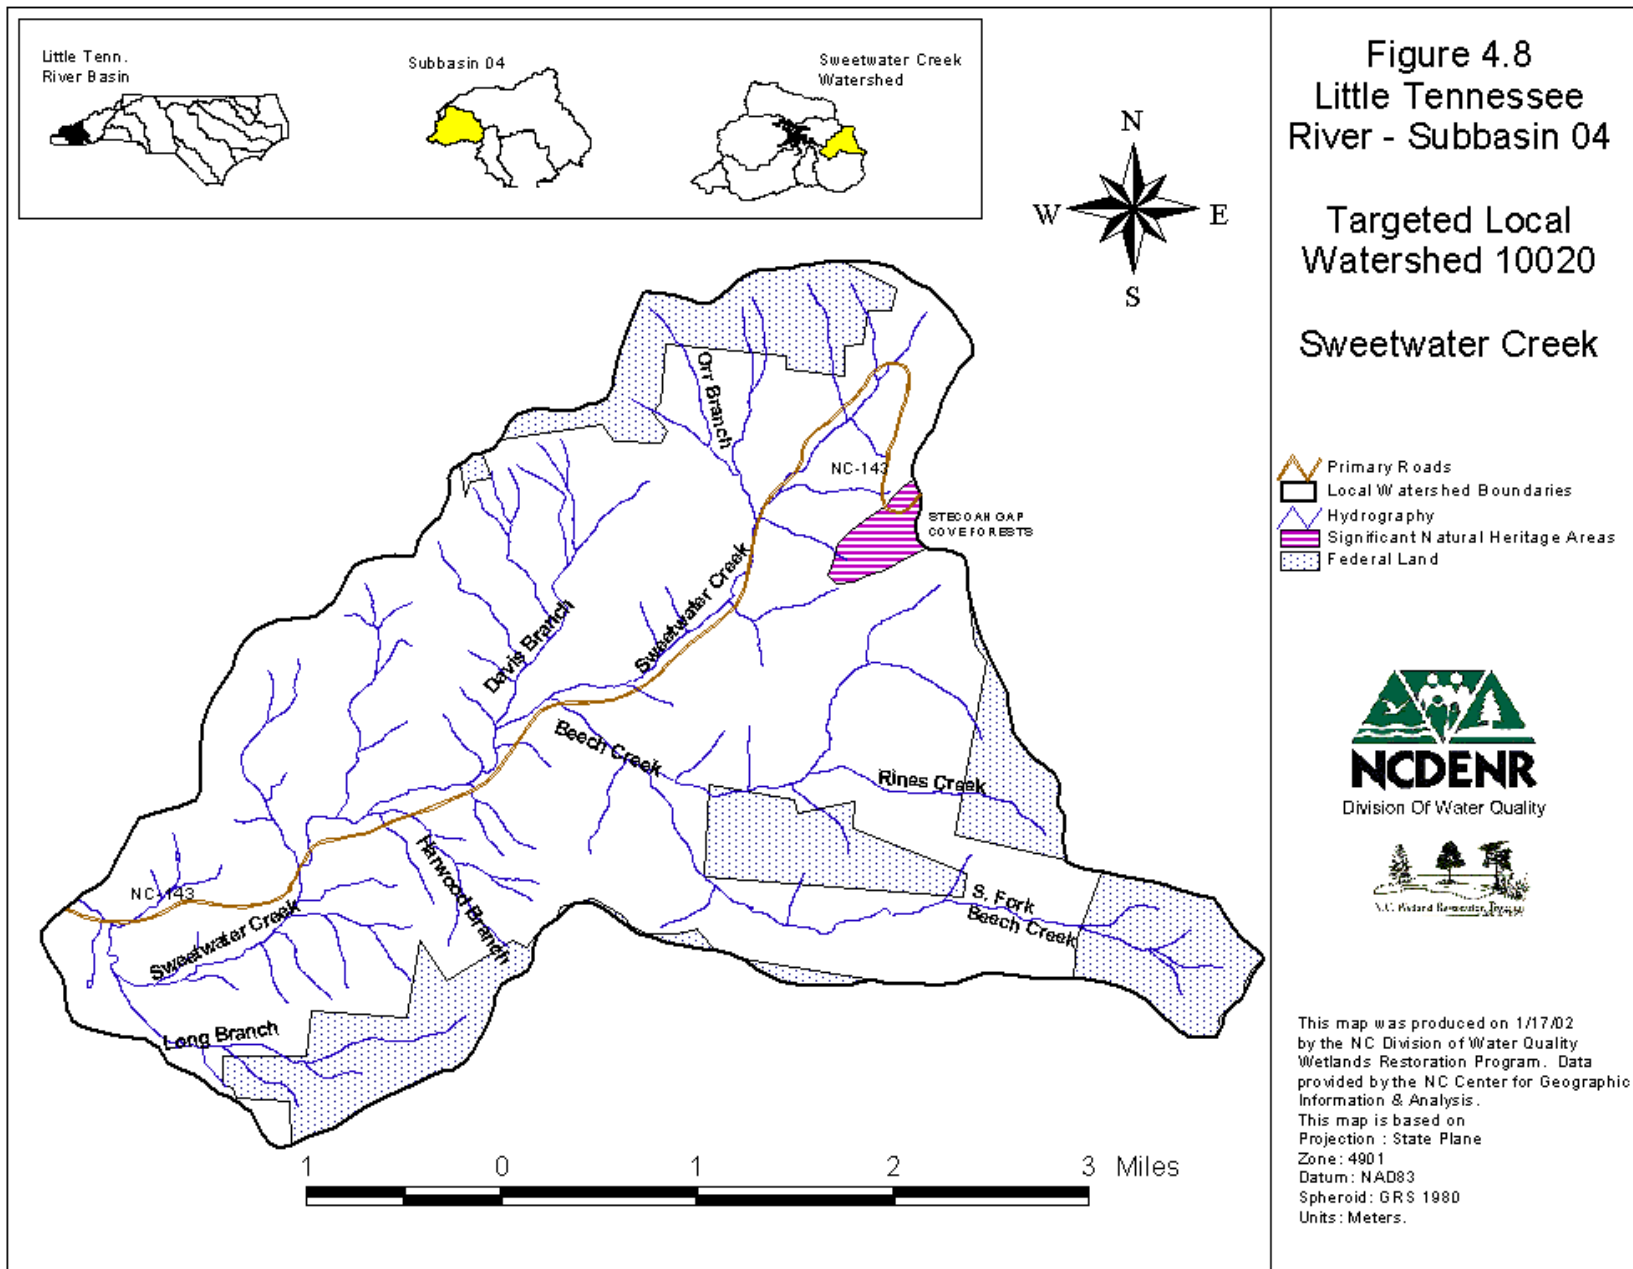 Little Tenn.
River Basin
Subbasin 04
Sweetwater Creek
Watershed
N
W
E
S
Figure 4.8
Little Tennessee
River - Subbasin 04
Targeted Local
Watershed 10020
Sweetwater Creek
Primary Roads
Local Watershed Boundaries
Hydrography
Significant Natural Heritage Areas
Federal Land
Orr Branch
NC-143
STECOAH GAP
COVE FORESTS
Sweetwater Creek
Davis Branch
Beech Creek
Rines Creek
Harwood Branch
S. Fork
Beech Creek
NC-143
Sweetwater Creek
Long Branch
NCDENR
Division Of Water Quality
N.C. Wetland Restoration Program
This map was produced on 1/17/02
by the NC Division of Water Quality
Wetlands Restoration Program. Data
provided by the NC Center for Geographic
Information & Analysis.
This map is based on
Projection : State Plane
Zone: 4901
Datum: NAD83
Spheroid: GRS 1980
Units: Meters.
1 0 1 2 3 Miles